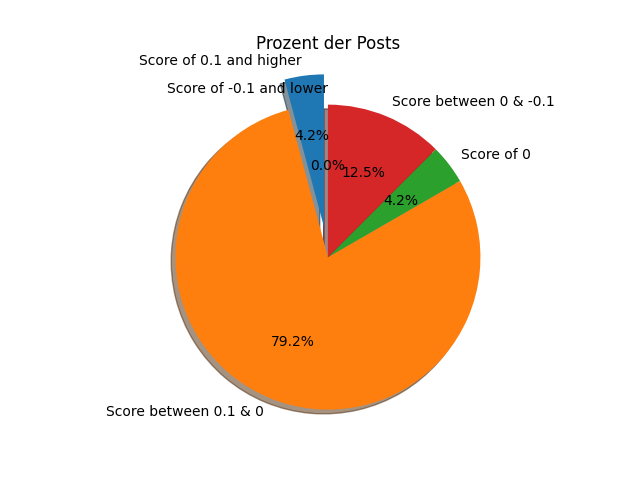 Prozent der Posts
Score of 0.1 and higher
Score of -0.1 and lower
Score between 0 & -0.1
4.2%
Score of 0
0.0%
12.5%
4.2%
79.2%
Score between 0.1 & 0